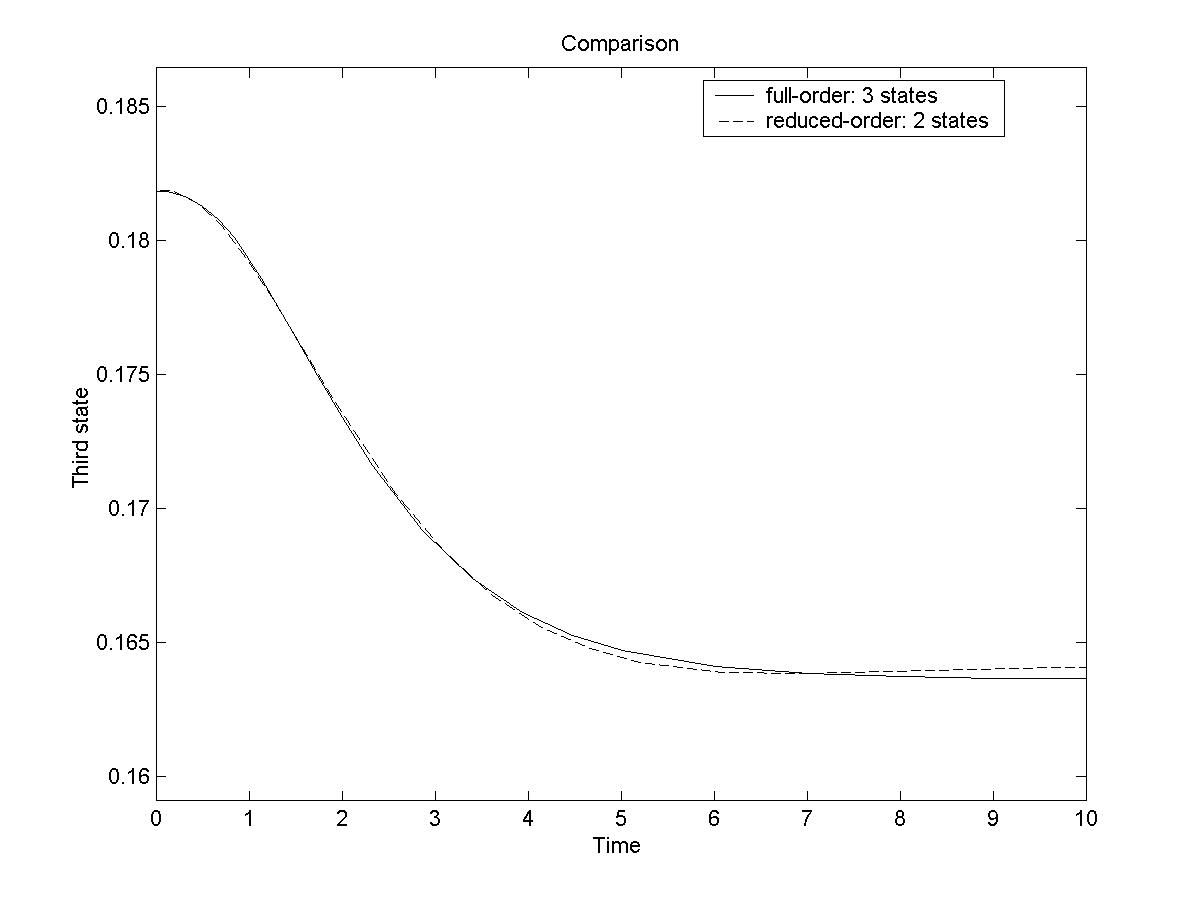 Comparison
full-order: 3 states
reduced-order: 2 states
0.185
0.18
0.175
0.17
0.165
0.16
Third state
0 1 2 3 4 5 6 7 8 9 10
Time